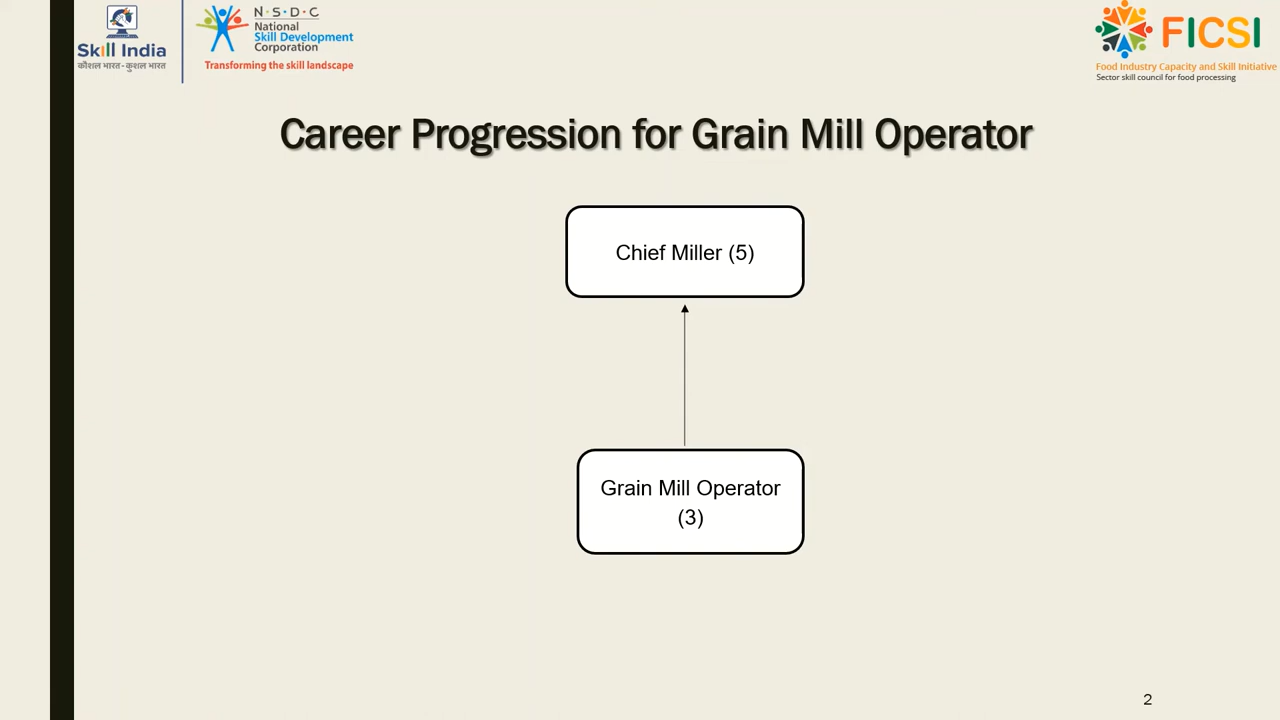 Skill India
कौशल भारत - कुशल भारत
N·S·D·C
National
Skill Development
Corporation
Transforming the skill landscape
FICSI
Food Industry Capacity and Skill Initiative
Sector skill council for food processing
Career Progression for Grain Mill Operator
Chief Miller (5)
Grain Mill Operator
(3)
2